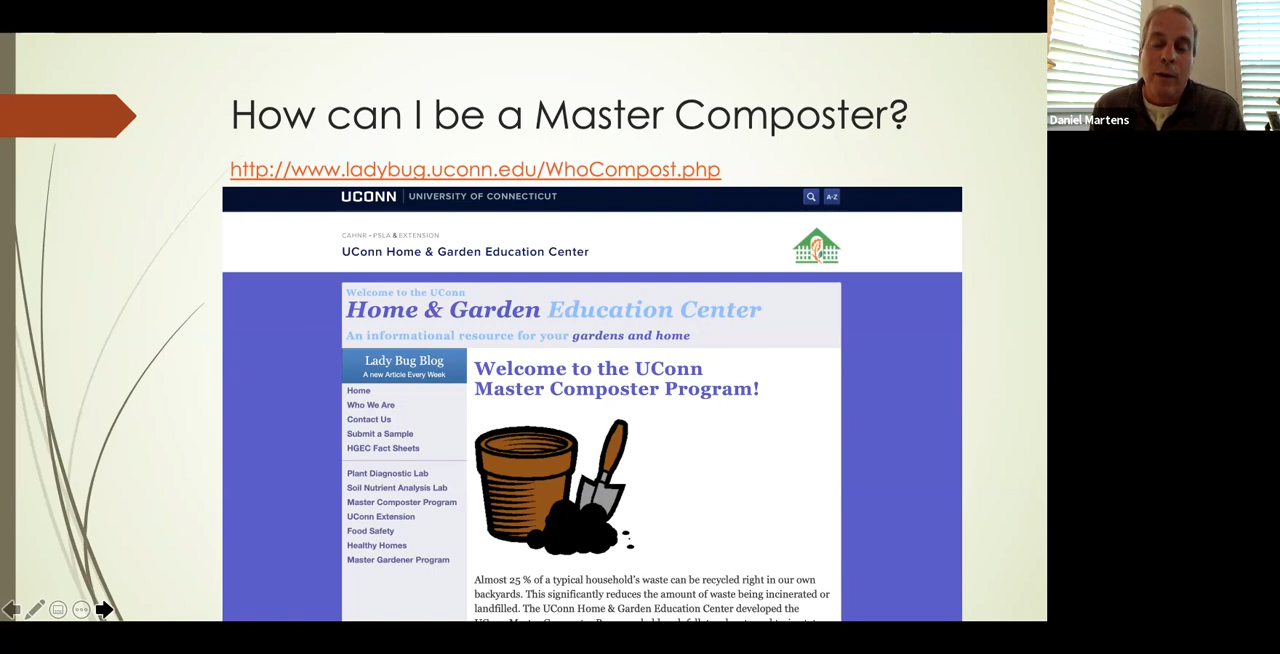 How can I be a Master Composter?
http://www.ladybug.uconn.edu/WhoCompost.php
UCONN | UNIVERSITY OF CONNECTICUT
A-Z
CAHNR - PSLA & EXTENSION
UConn Home & Garden Education Center
Welcome to the UConn
Home & Garden Education Center
An informational resource for your gardens and home
Lady Bug Blog
A new Article Every Week
Home
Who We Are
Contact Us
Submit a Sample
HGEC Fact Sheets
Plant Diagnostic Lab
Soil Nutrient Analysis Lab
Master Composter Program
UConn Extension
Food Safety
Healthy Homes
Master Gardener Program
Welcome to the UConn
Master Composter Program!
Almost 25 % of a typical household's waste can be recycled right in our own
backyards. This significantly reduces the amount of waste being incinerated or
landfilled. The UConn Home & Garden Education Center developed the
Daniel Martens